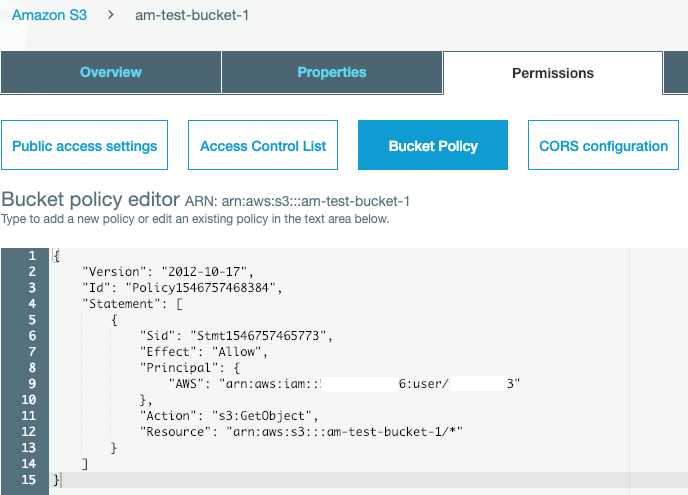 Amazon S3 > am-test-bucket-1
Overview Properties Permissions
Public access settings Access Control List Bucket Policy CORS configuration
Bucket policy editor ARN: arn:aws:s3:::am-test-bucket-1
Type to add a new policy or edit an existing policy in the text area below.
1 {
2 "Version": "2012-10-17",
3 "Id": "Policy1546757468384",
4 "Statement": [
5 {
6 "Sid": "Stmt1546757465773",
7 "Effect": "Allow",
8 "Principal": {
9 "AWS": "arn:aws:iam:: 6:user/ 3"
10 },
11 "Action": "s3:GetObject",
12 "Resource": "arn:aws:s3:::am-test-bucket-1/*"
13 }
14 ]
15 }